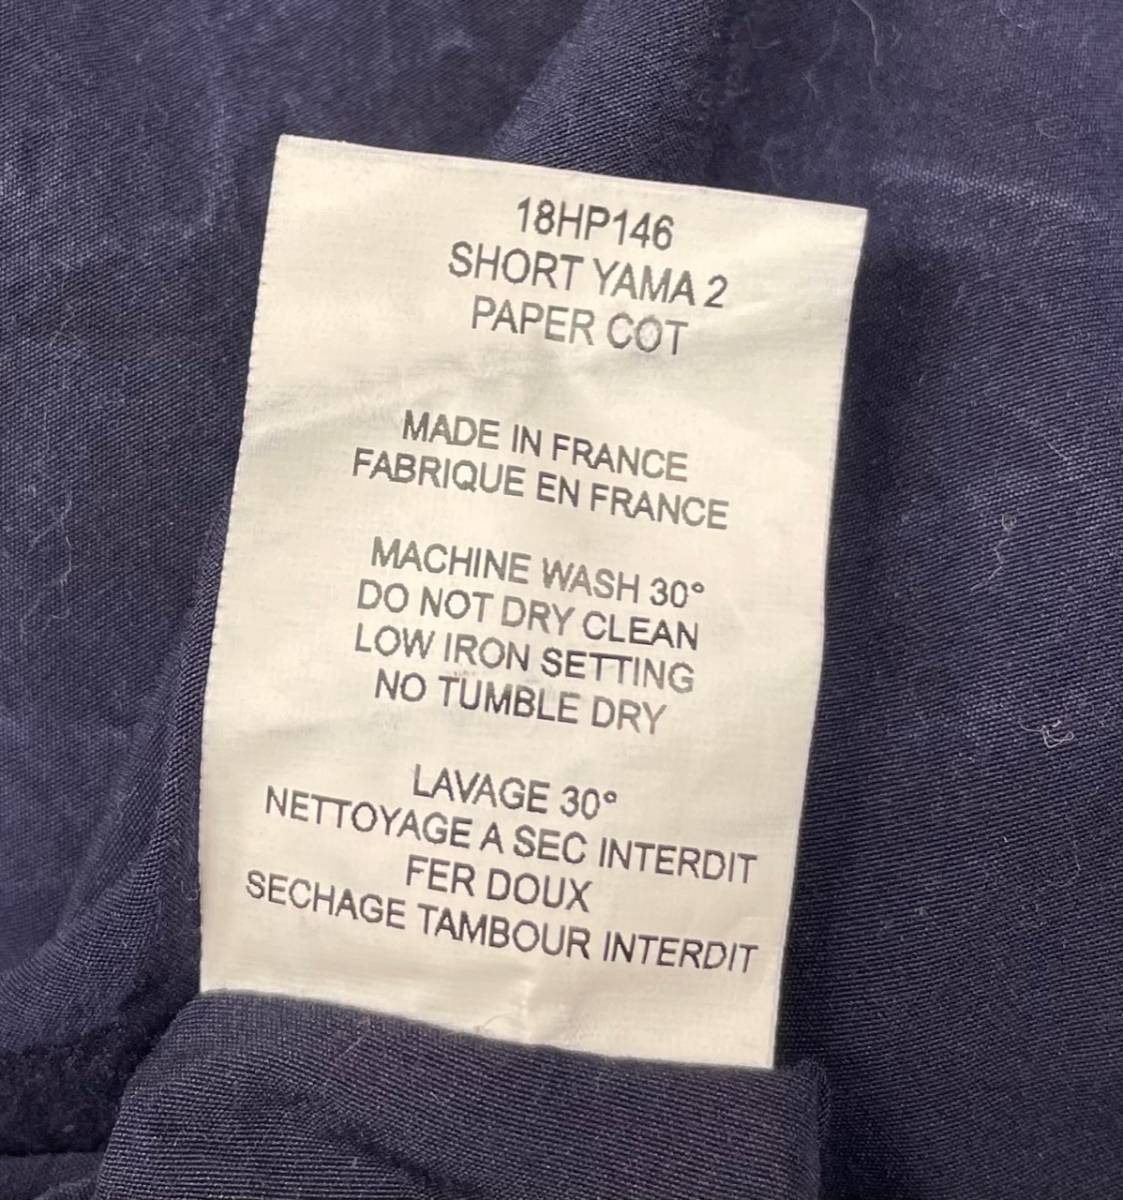 18HP146
SHORT YAMA 2
PAPER COT
MADE IN FRANCE
FABRIQUE EN FRANCE
MACHINE WASH 30°
DO NOT DRY CLEAN
LOW IRON SETTING
NO TUMBLE DRY
LAVAGE 30°
NETTOYAGE A SEC INTERDIT
FER DOUX
SECHAGE TAMBOUR INTERDIT